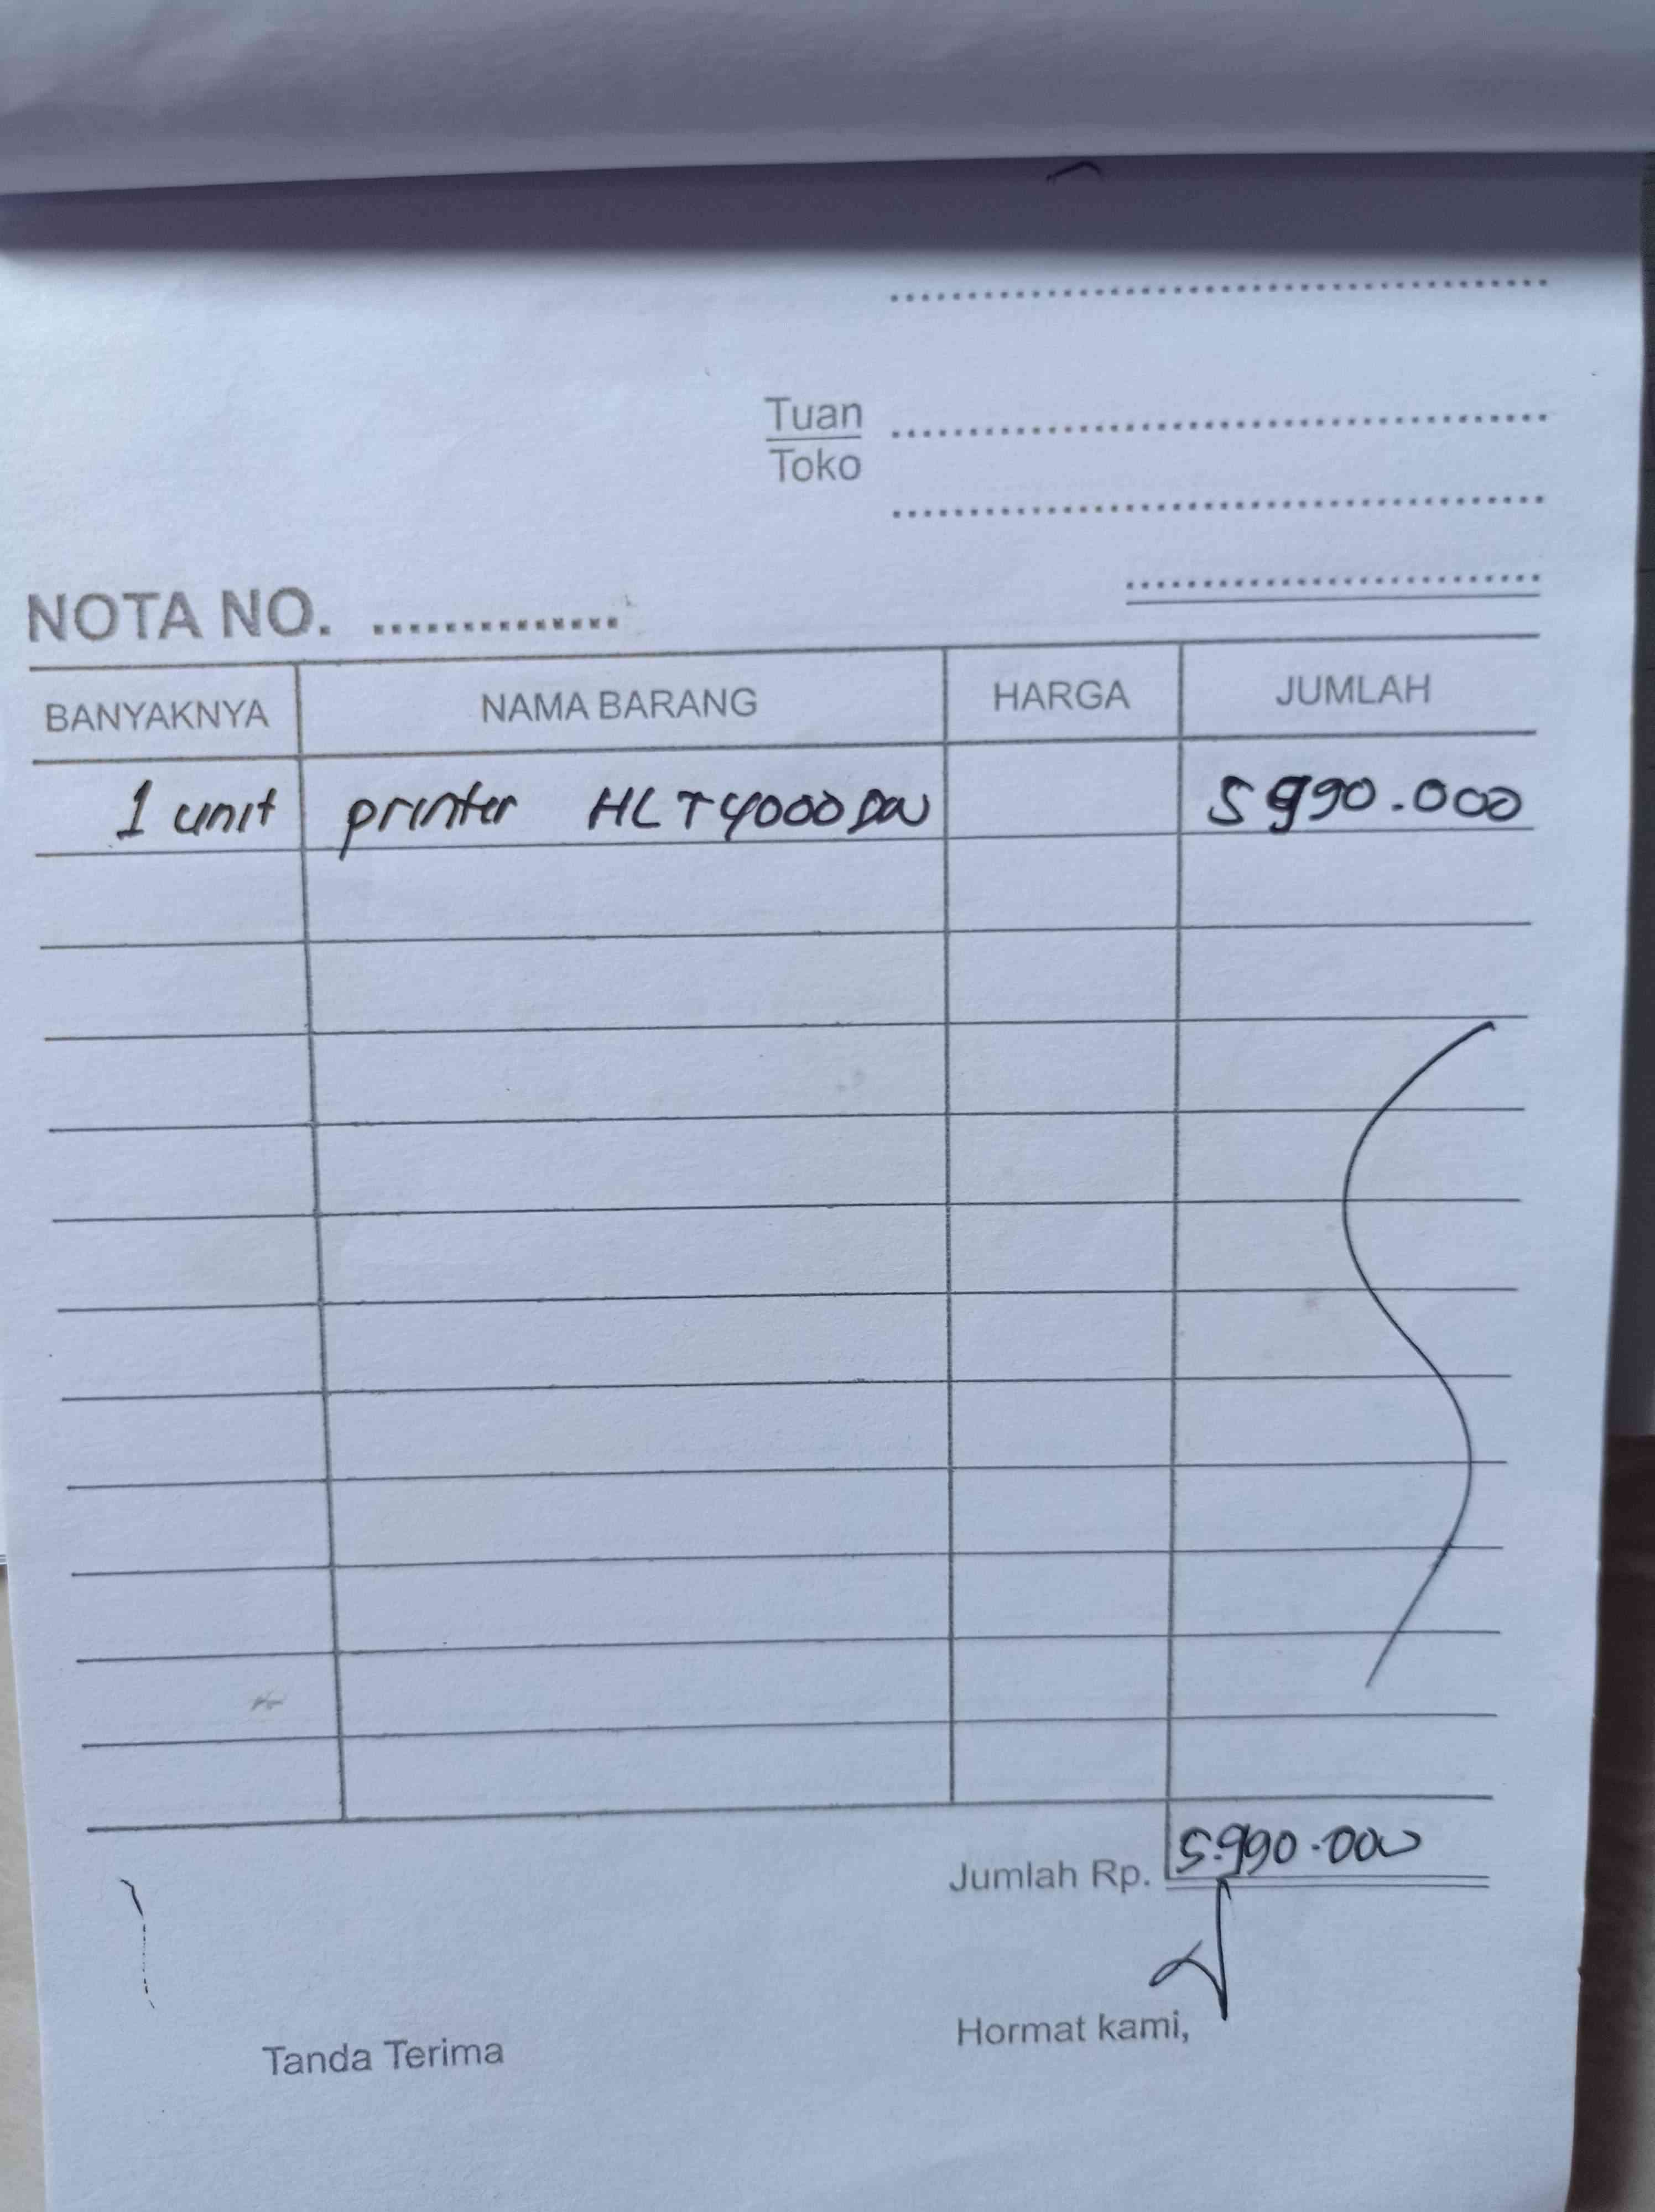 Tuan
Toko
NOTA NO. ..............
BANYAKNYA NAMA BARANG HARGA JUMLAH
1 unit printer HLT4000DW 5 990.000
Jumlah Rp. 5.990.000
Tanda Terima Hormat kami,